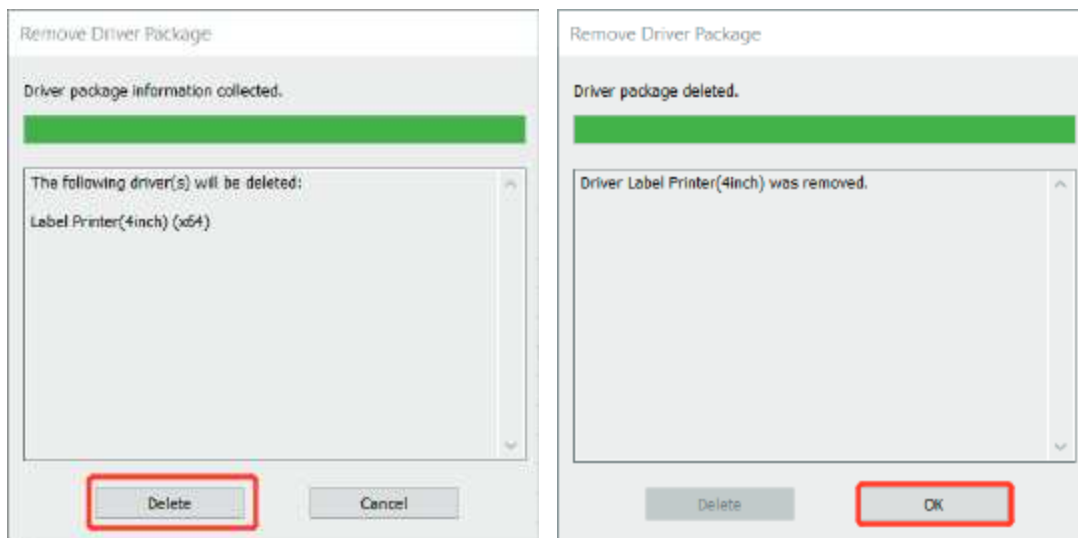 Remove Driver Package
Driver package information collected.
The following driver(s) will be deleted:
Label Printer(4inch) (x64)
Delete
Cancel
Remove Driver Package
Driver package deleted.
Driver Label Printer(4inch) was removed.
Delete
OK